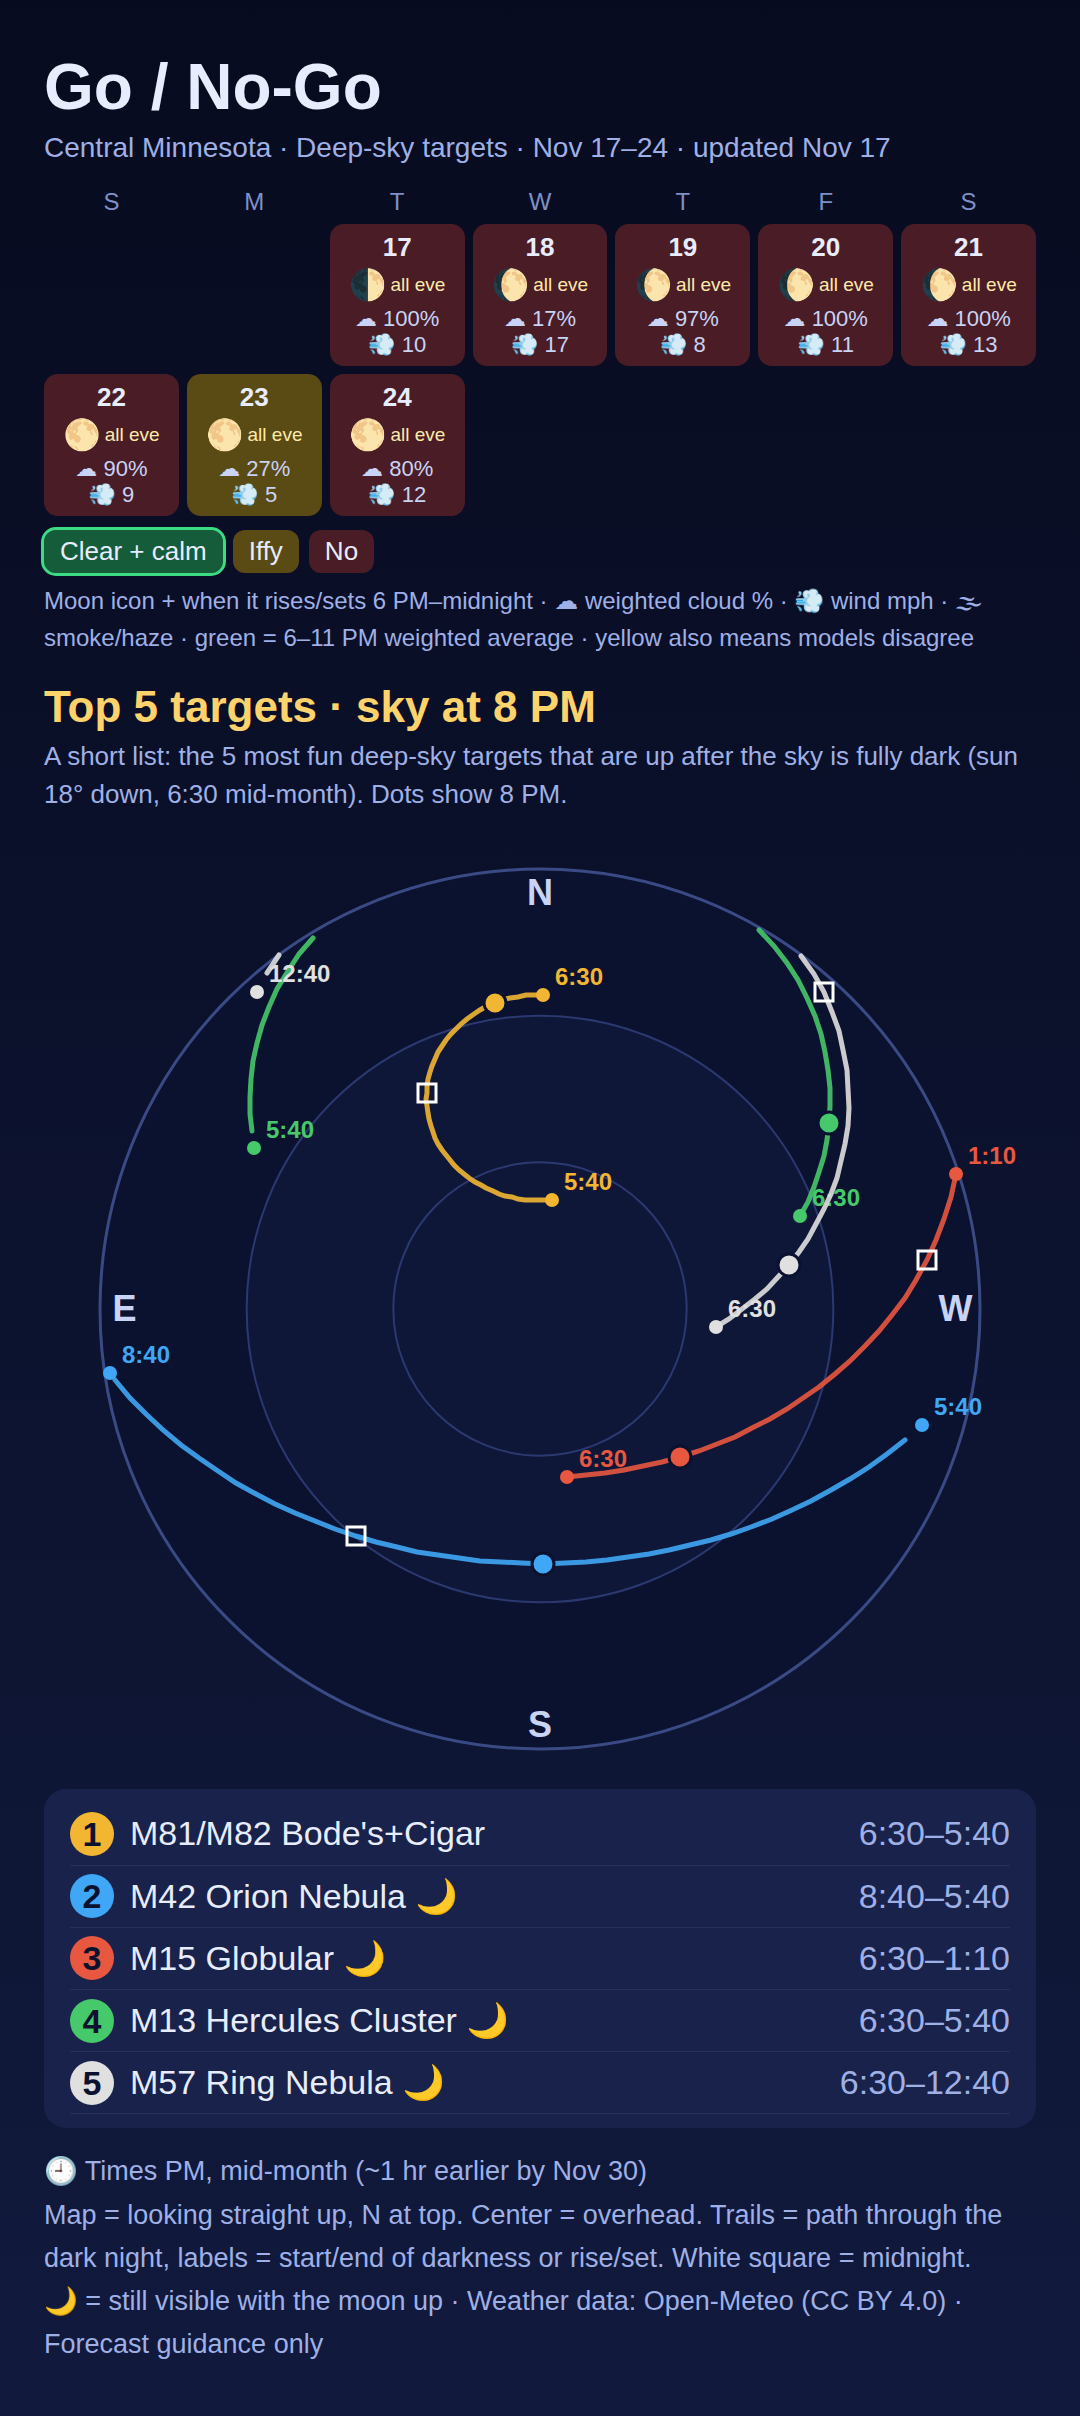 Go / No-Go
Central Minnesota · Deep-sky targets · Nov 17–24 · updated Nov 17
S M T W T F S
17 18 19 20 21
🌓 all eve 🌔 all eve 🌔 all eve 🌔 all eve 🌔 all eve
☁ 100% ☁ 17% ☁ 97% ☁ 100% ☁ 100%
💨 10 💨 17 💨 8 💨 11 💨 13
22 23 24
🌕 all eve 🌕 all eve 🌕 all eve
☁ 90% ☁ 27% ☁ 80%
💨 9 💨 5 💨 12
Clear + calm Iffy No
Moon icon + when it rises/sets 6 PM–midnight · ☁ weighted cloud % · 💨 wind mph · 🌫
smoke/haze · green = 6–11 PM weighted average · yellow also means models disagree
Top 5 targets · sky at 8 PM
A short list: the 5 most fun deep-sky targets that are up after the sky is fully dark (sun
18° down, 6:30 mid-month). Dots show 8 PM.
N
12:40
6:30
5:40
1:10
5:40
6:30
E
6:30
W
8:40
5:40
6:30
S
1 M81/M82 Bode's+Cigar 6:30–5:40
2 M42 Orion Nebula 🌙 8:40–5:40
3 M15 Globular 🌙 6:30–1:10
4 M13 Hercules Cluster 🌙 6:30–5:40
5 M57 Ring Nebula 🌙 6:30–12:40
🕘 Times PM, mid-month (~1 hr earlier by Nov 30)
Map = looking straight up, N at top. Center = overhead. Trails = path through the
dark night, labels = start/end of darkness or rise/set. White square = midnight.
🌙 = still visible with the moon up · Weather data: Open-Meteo (CC BY 4.0) ·
Forecast guidance only